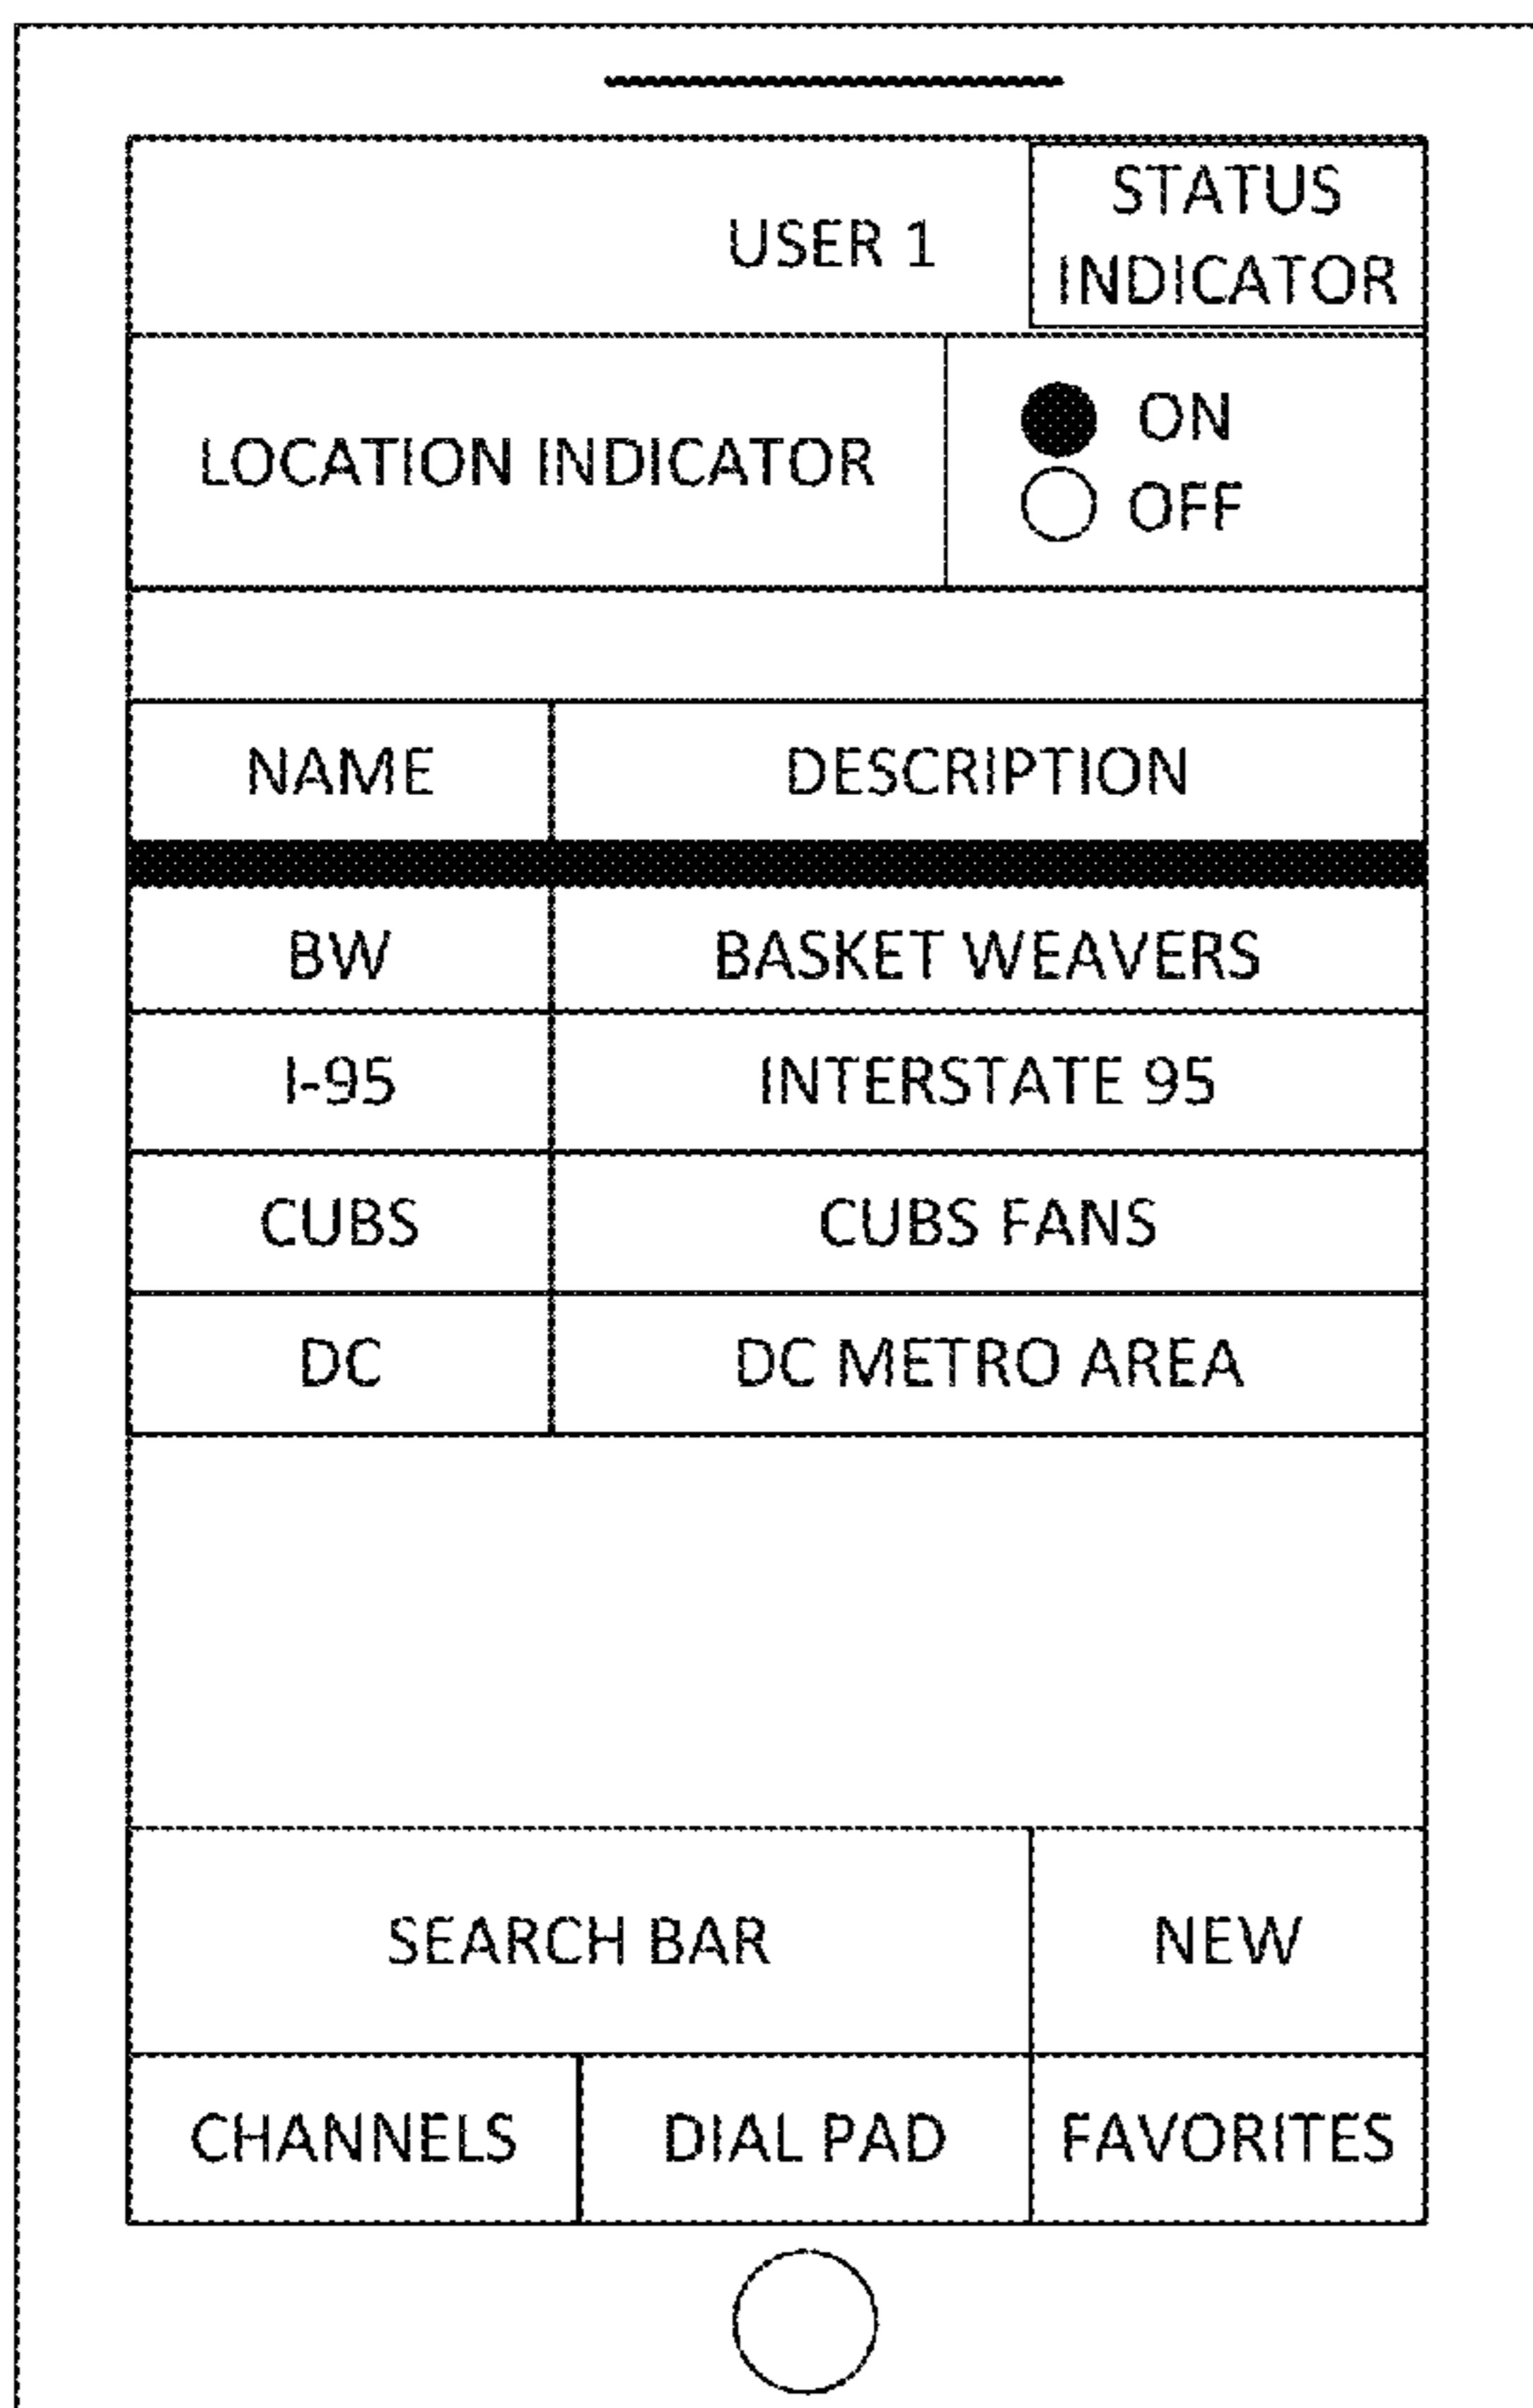 USER 1
STATUS
INDICATOR
LOCATION INDICATOR
ON
OFF
NAME DESCRIPTION
BW BASKET WEAVERS
I-95 INTERSTATE 95
CUBS CUBS FANS
DC DC METRO AREA
SEARCH BAR NEW
CHANNELS DIAL PAD FAVORITES